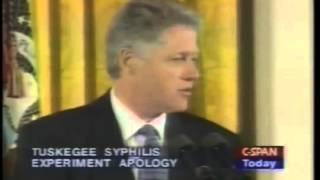 TUSKEGEE SYPHILIS
EXPERIMENT APOLOGY
C-SPAN
Today